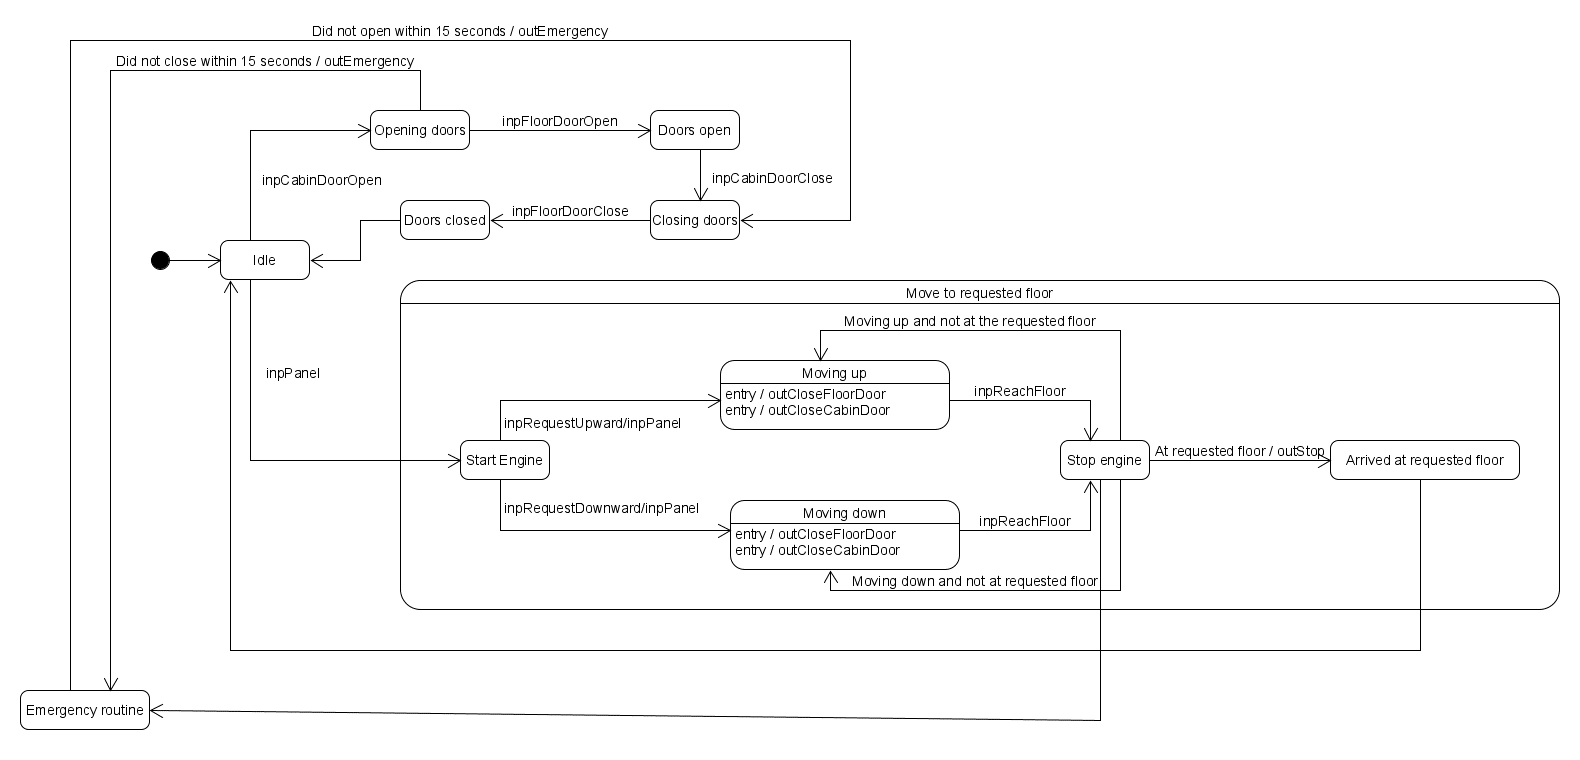 Did not open within 15 seconds / outEmergency
Did not close within 15 seconds / outEmergency
Opening doors
inpFloorDoorOpen
Doors open
inpCabinDoorOpen
inpCabinDoorClose
Doors closed
inpFloorDoorClose
Closing doors
Idle
Move to requested floor
Moving up and not at the requested floor
inpPanel
Moving up
entry / outCloseFloorDoor
entry / outCloseCabinDoor
inpReachFloor
inpRequestUpward/inpPanel
Start Engine
Stop engine
At requested floor / outStop
Arrived at requested floor
inpRequestDownward/inpPanel
Moving down
entry / outCloseFloorDoor
entry / outCloseCabinDoor
inpReachFloor
Moving down and not at requested floor
Emergency routine